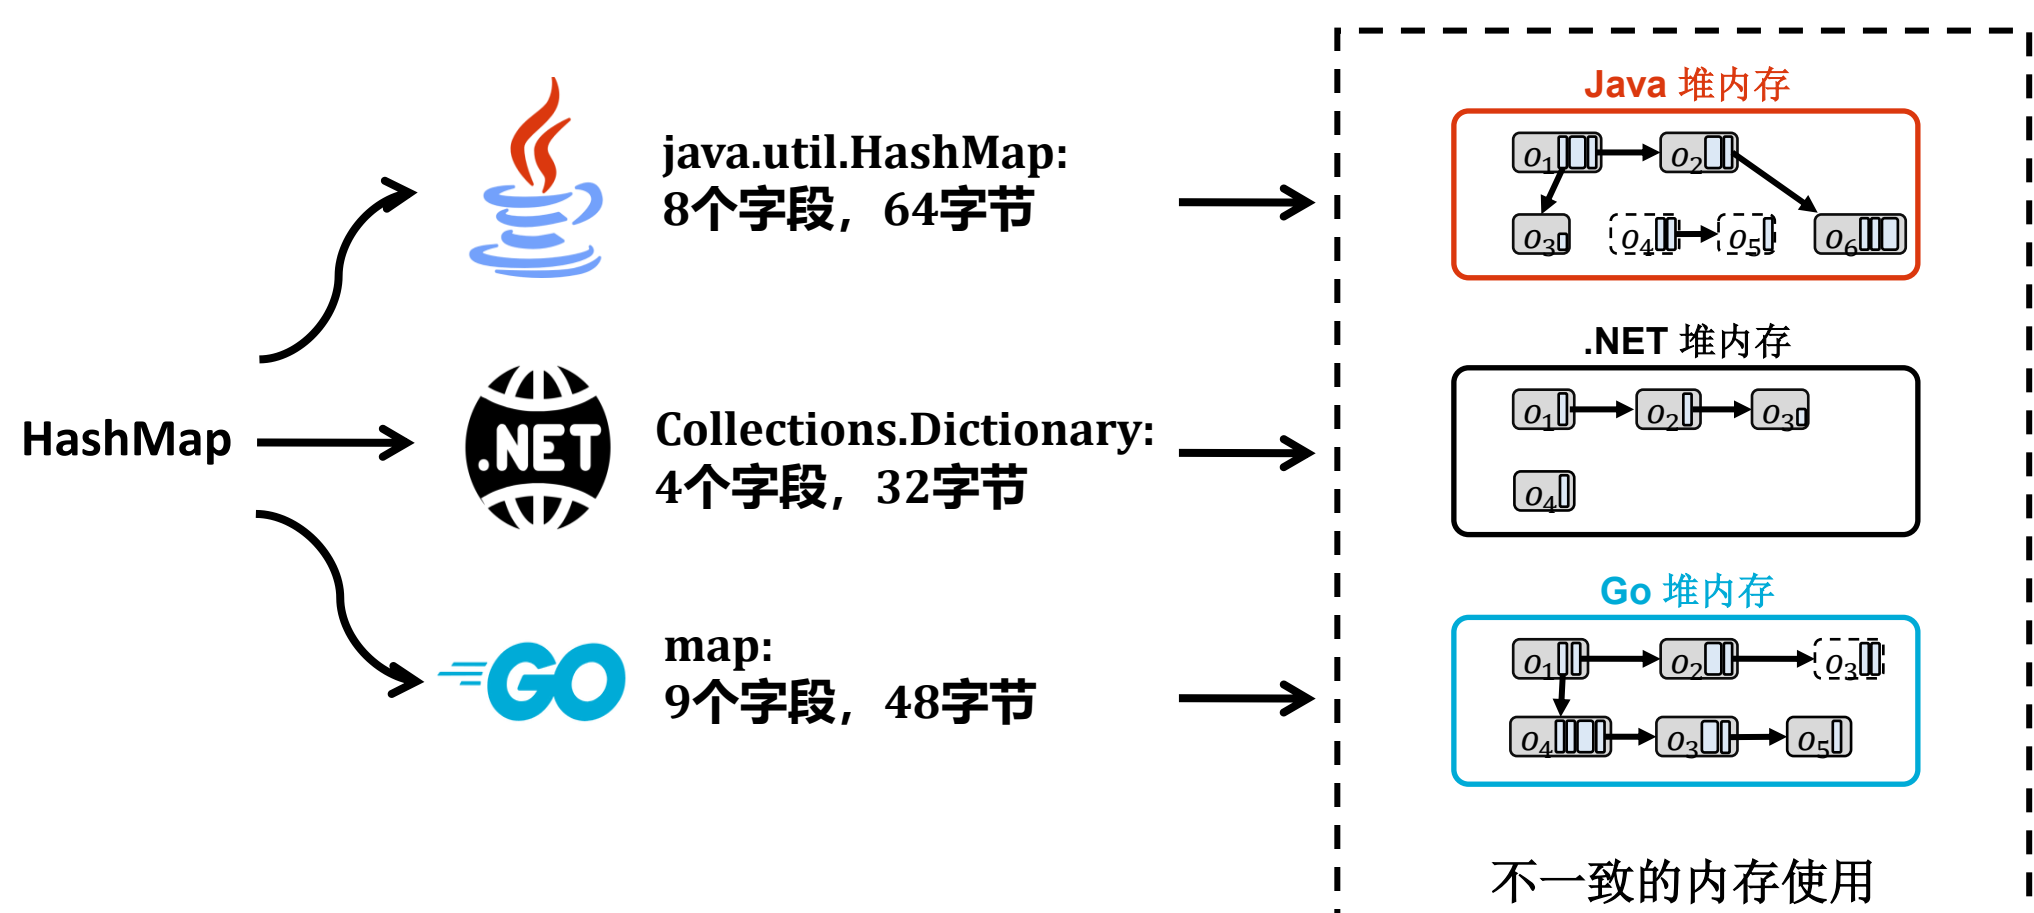 HashMap
java.util.HashMap:
8个字段，64字节
.NET
Collections.Dictionary:
4个字段，32字节
GO
map:
9个字段，48字节
Java 堆内存
o1 o2
o3 o4 o5 o6
.NET 堆内存
o1 o2 o3
o4
Go 堆内存
o1 o2 o3
o4 o3 o5
不一致的内存使用